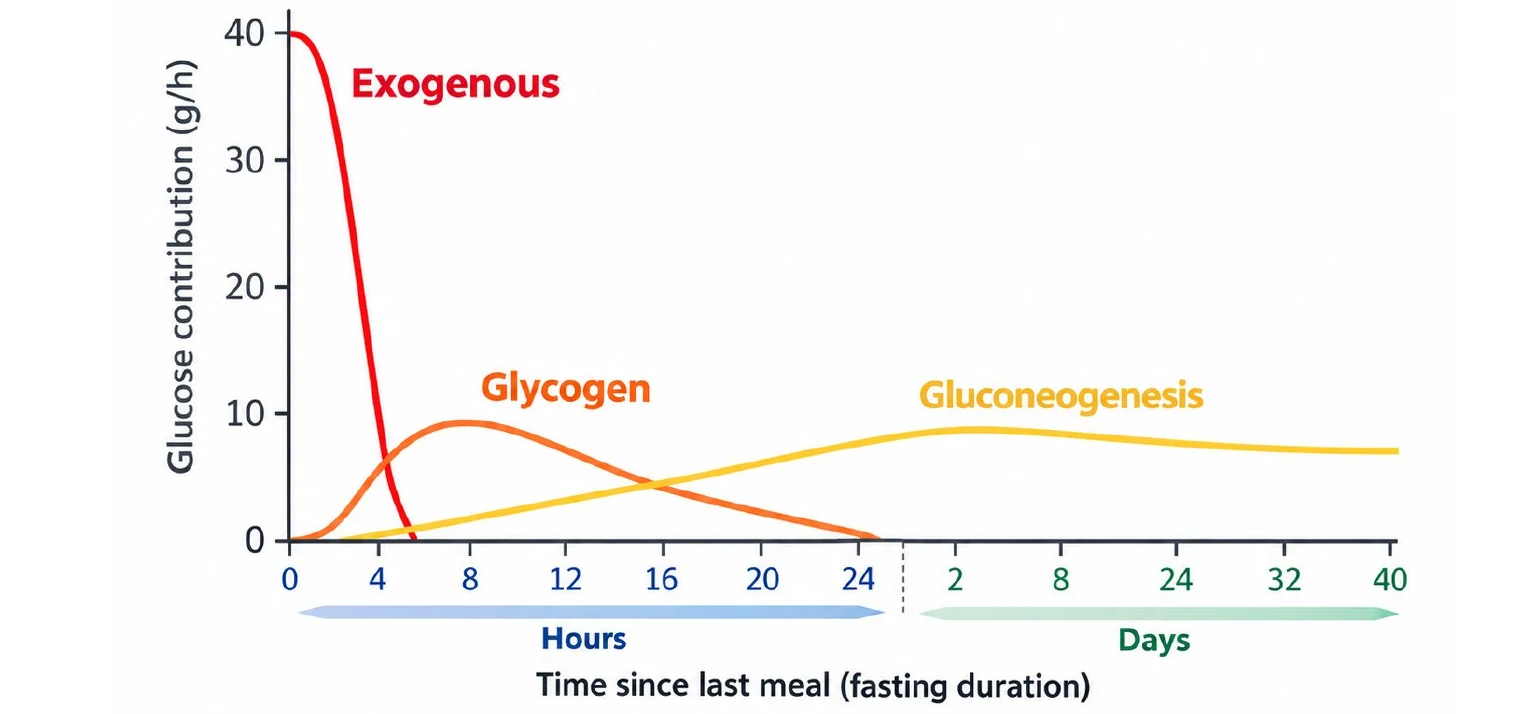 Glucose contribution (g/h)
40
30
20
10
0
Exogenous
Glycogen
Gluconeogenesis
0 4 8 12 16 20 24 2 8 24 32 40
Hours Days
Time since last meal (fasting duration)